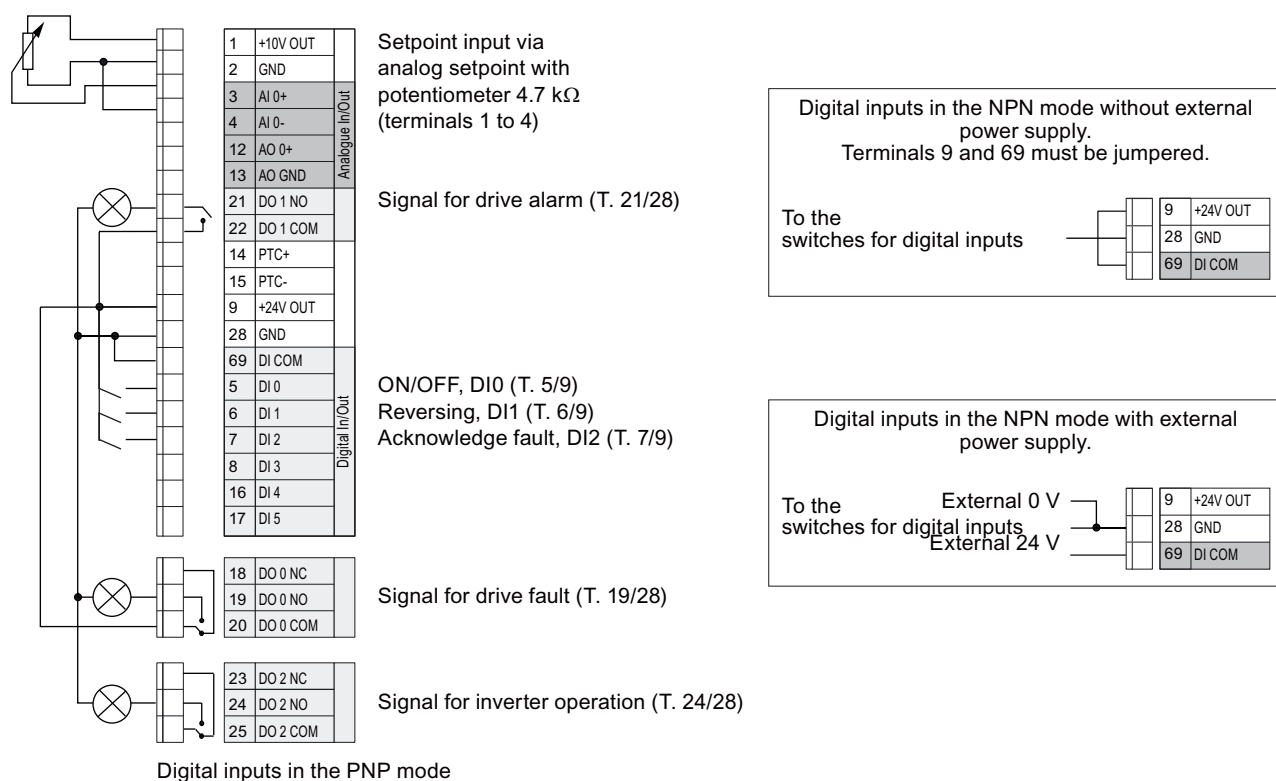 1 +10V OUT
2 GND
3 AI 0+
4 AI 0-
12 AO 0+
13 AO GND
21 DO 1 NO
22 DO 1 COM
14 PTC+
15 PTC-
9 +24V OUT
28 GND
69 DI COM
5 DI 0
6 DI 1
7 DI 2
8 DI 3
16 DI 4
17 DI 5
Analogue In/Out
Digital In/Out
18 DO 0 NC
19 DO 0 NO
20 DO 0 COM
23 DO 2 NC
24 DO 2 NO
25 DO 2 COM
Setpoint input via
analog setpoint with
potentiometer 4.7 kΩ
(terminals 1 to 4)
Signal for drive alarm (T. 21/28)
ON/OFF, DI0 (T. 5/9)
Reversing, DI1 (T. 6/9)
Acknowledge fault, DI2 (T. 7/9)
Signal for drive fault (T. 19/28)
Signal for inverter operation (T. 24/28)
Digital inputs in the PNP mode
Digital inputs in the NPN mode without external
power supply.
Terminals 9 and 69 must be jumpered.
To the
switches for digital inputs
9 +24V OUT
28 GND
69 DI COM
Digital inputs in the NPN mode with external
power supply.
To the
switches for digital inputs
External 0 V
External 24 V
9 +24V OUT
28 GND
69 DI COM